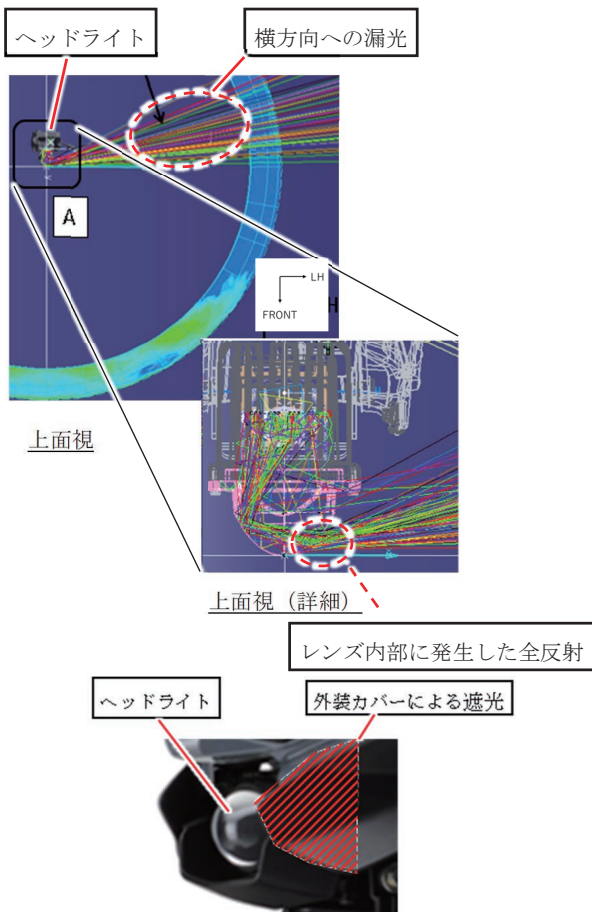 ヘッドライト
横方向への漏光
A
LH
FRONT
H
上面視
上面視（詳細）
レンズ内部に発生した全反射
ヘッドライト
外装カバーによる遮光